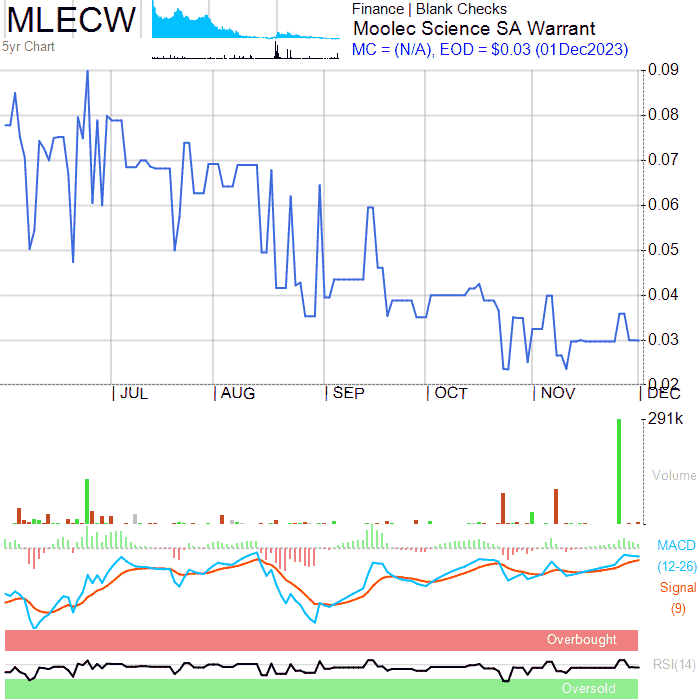 MLECW
5yr Chart
Finance | Blank Checks
Moolec Science SA Warrant
MC = (N/A), EOD = $0.03 (01Dec2023)
0.09
0.08
0.07
0.06
0.05
0.04
0.03
0.02
JUL AUG SEP OCT NOV DEC
291k
Volume
0
MACD
(12-26)
Signal
(9)
Overbought
RSI(14)
Oversold